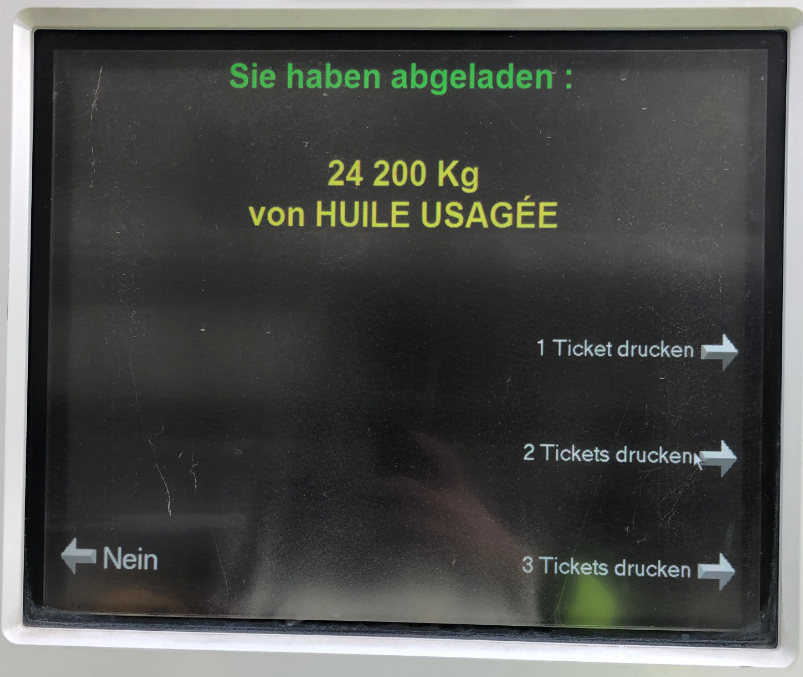 Sie haben abgeladen :
24 200 Kg
von HUILE USAGÉE
1 Ticket drucken
2 Tickets drucken
Nein
3 Tickets drucken